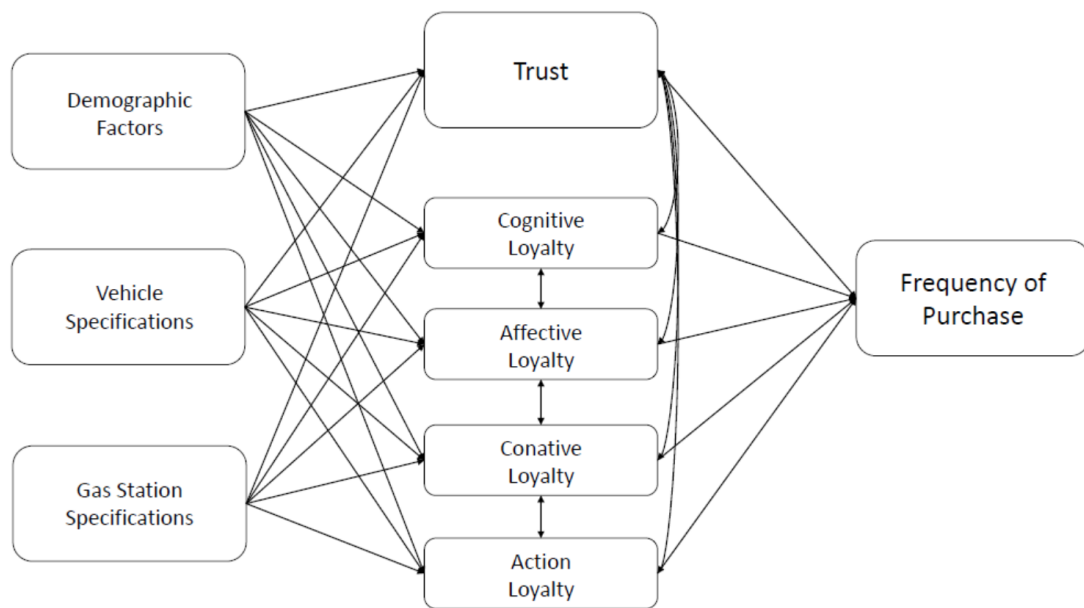 Trust
Demographic
Factors
Cognitive
Loyalty
Vehicle
Specifications
Frequency of
Purchase
Affective
Loyalty
Conative
Loyalty
Gas Station
Specifications
Action
Loyalty